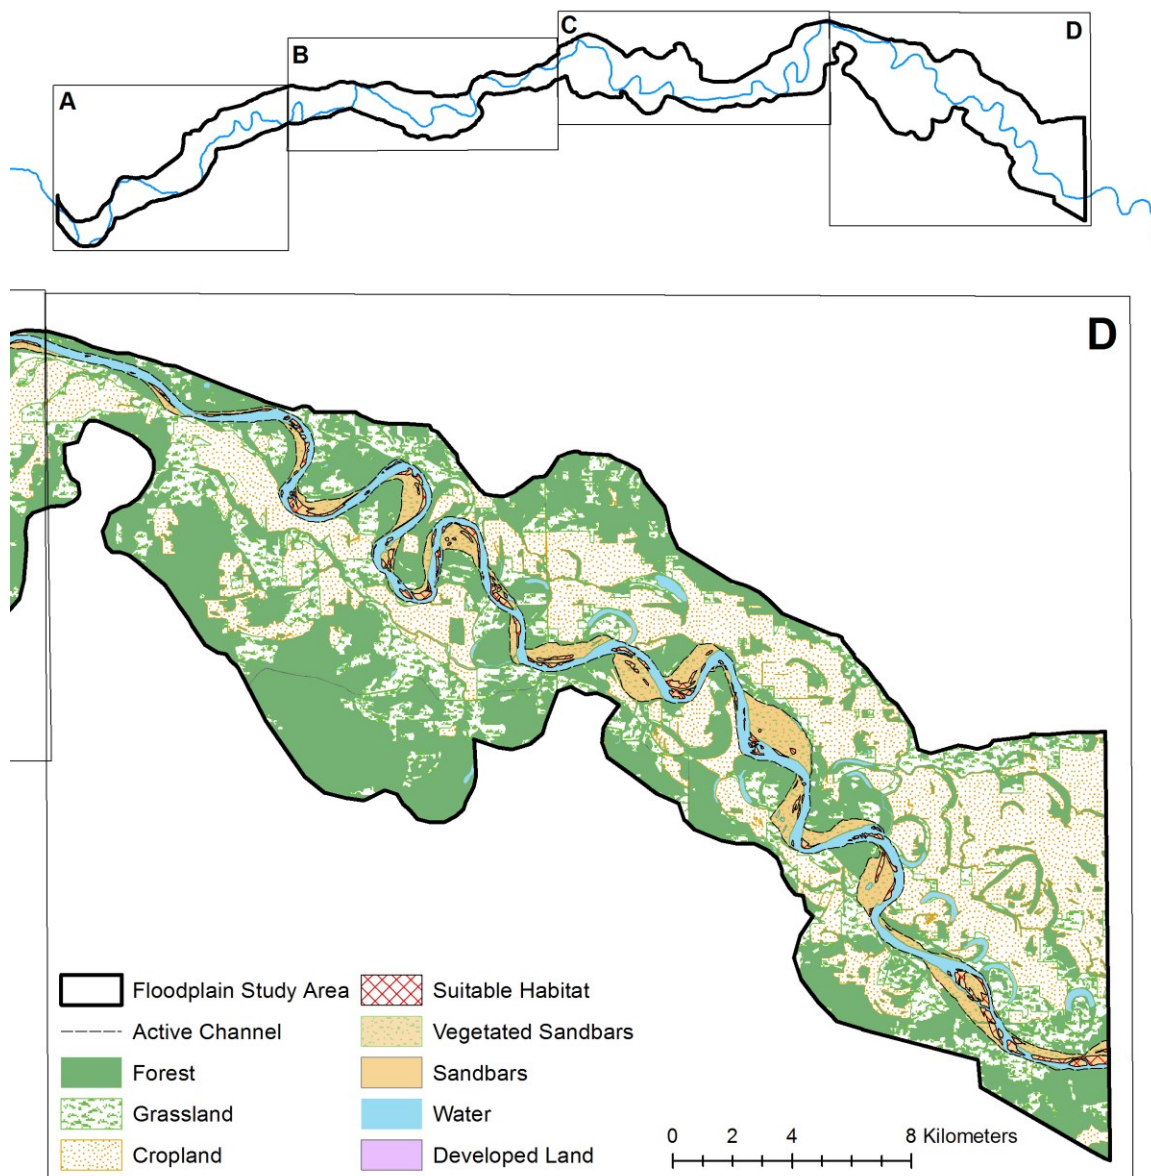 A
B
C
D
D
Floodplain Study Area
Active Channel
Forest
Grassland
Cropland
Suitable Habitat
Vegetated Sandbars
Sandbars
Water
Developed Land
0 2 4 8 Kilometers